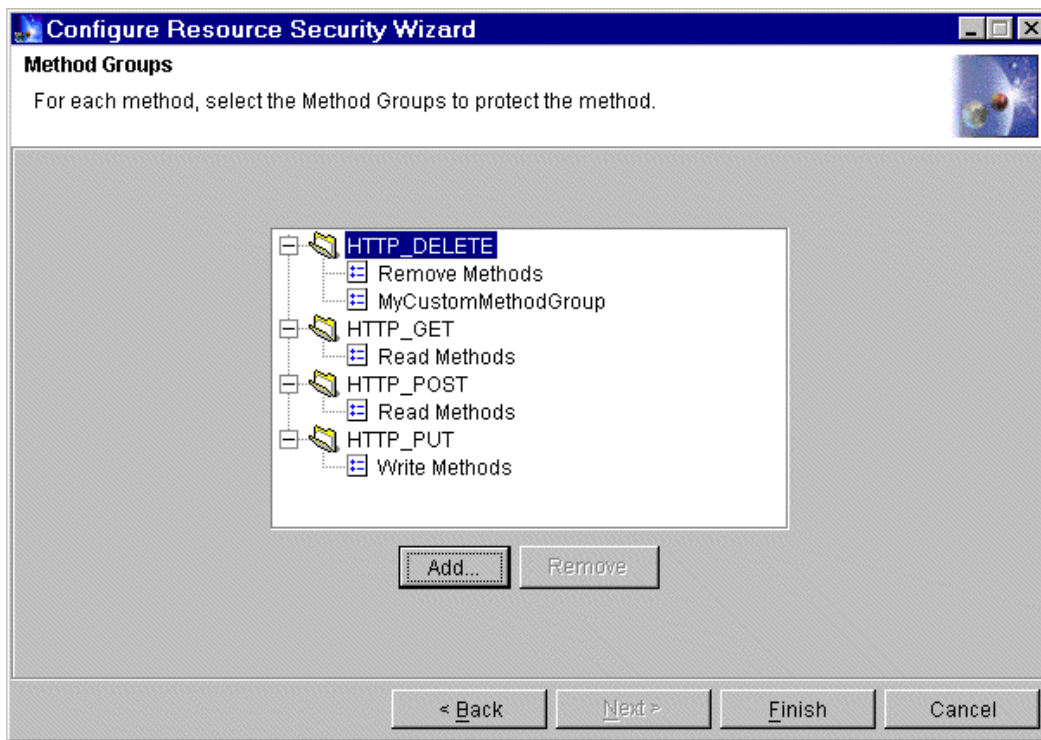 Configure Resource Security Wizard
Method Groups
For each method, select the Method Groups to protect the method.
HTTP_DELETE
Remove Methods
MyCustomMethodGroup
HTTP_GET
Read Methods
HTTP_POST
Read Methods
HTTP_PUT
Write Methods
Add... Remove
< Back Next > Finish Cancel